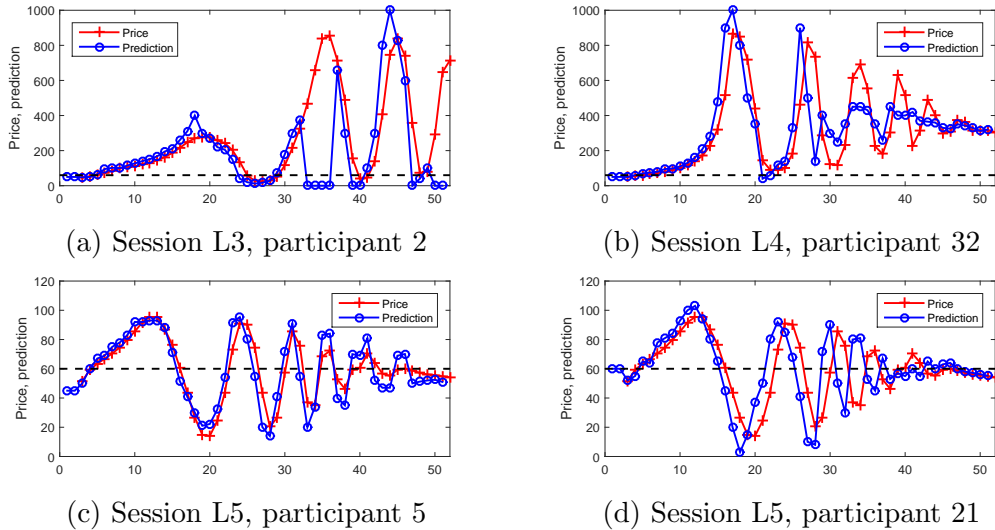 1000
800
600
400
200
0
Price, prediction
Price
Prediction
0 10 20 30 40 50
(a) Session L3, participant 2
1000
800
600
400
200
0
Price, prediction
Price
Prediction
0 10 20 30 40 50
(b) Session L4, participant 32
120
100
80
60
40
20
0
Price, prediction
Price
Prediction
0 10 20 30 40 50
(c) Session L5, participant 5
120
100
80
60
40
20
0
Price, prediction
Price
Prediction
0 10 20 30 40 50
(d) Session L5, participant 21